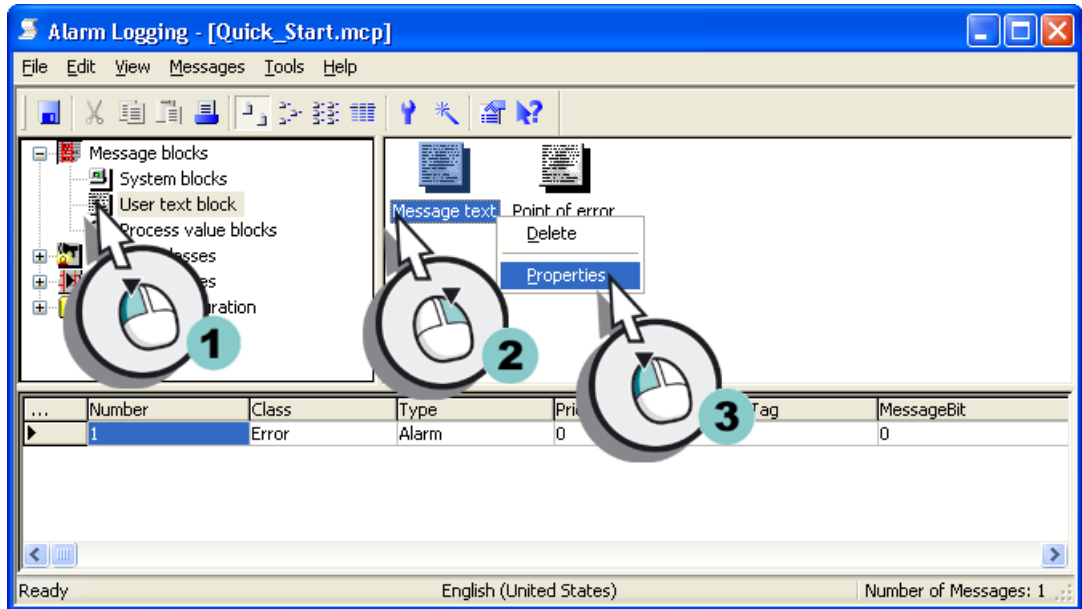 Alarm Logging - [Quick_Start.mcp]
File Edit View Messages Tools Help
Message blocks
System blocks
User text block
Process value blocks
Message text
Point of error
Delete
Properties
1
2
3
... Number Class Type Tag MessageBit
1 Error Alarm 0 0
Ready English (United States) Number of Messages: 1